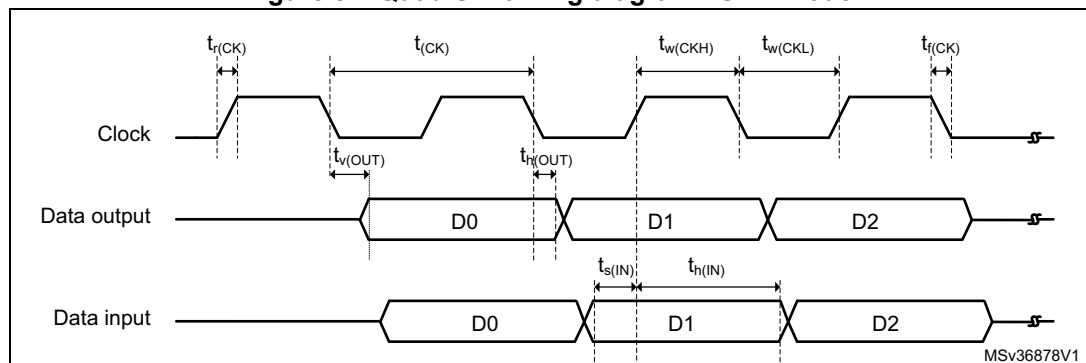 t_r(CK) t_(CK) t_w(CKH) t_w(CKL) t_f(CK)
Clock
t_v(OUT) t_h(OUT)
Data output D0 D1 D2
t_s(IN) t_h(IN)
Data input D0 D1 D2
MSv36878V1